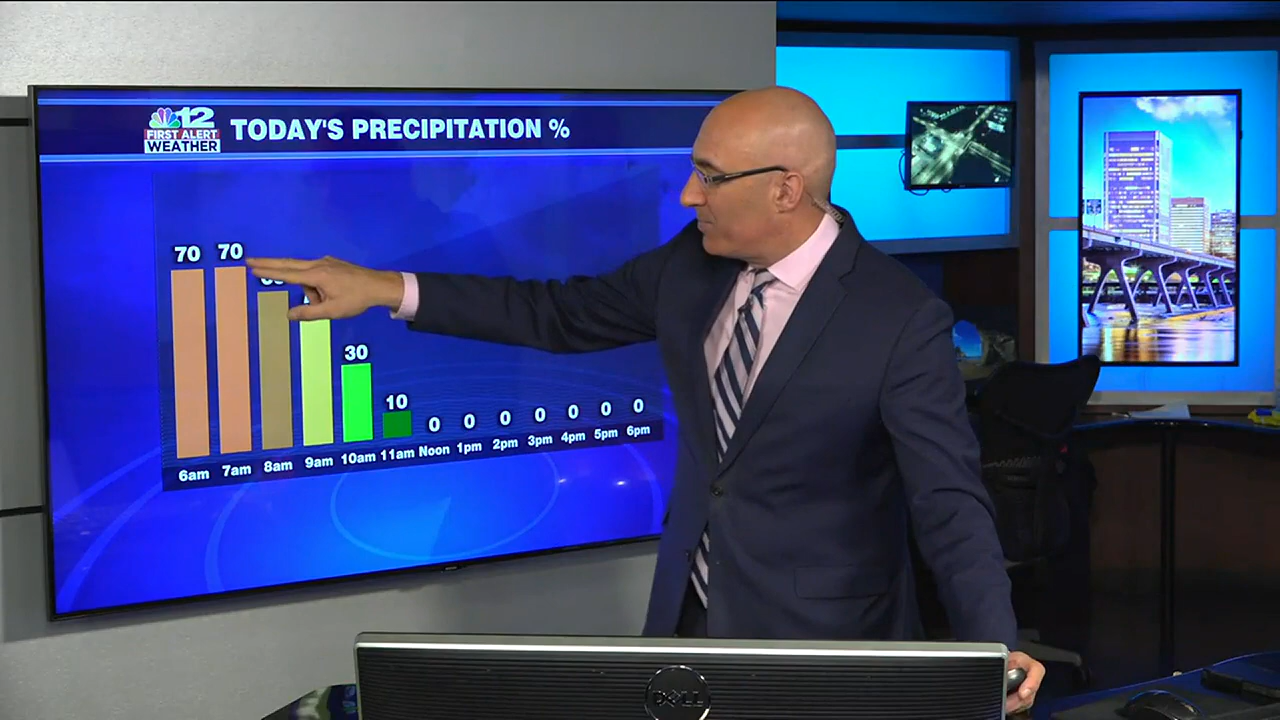 12
FIRST ALERT
WEATHER
TODAY'S PRECIPITATION %
70 70 30 10 0 0 0 0 0 0 0
6am 7am 8am 9am 10am 11am Noon 1pm 2pm 3pm 4pm 5pm 6pm
DELL